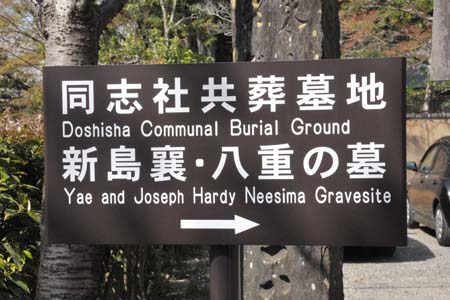 同志社共葬墓地
Doshisha Communal Burial Ground
新島襄・八重の墓
Yae and Joseph Hardy Neesima Gravesite